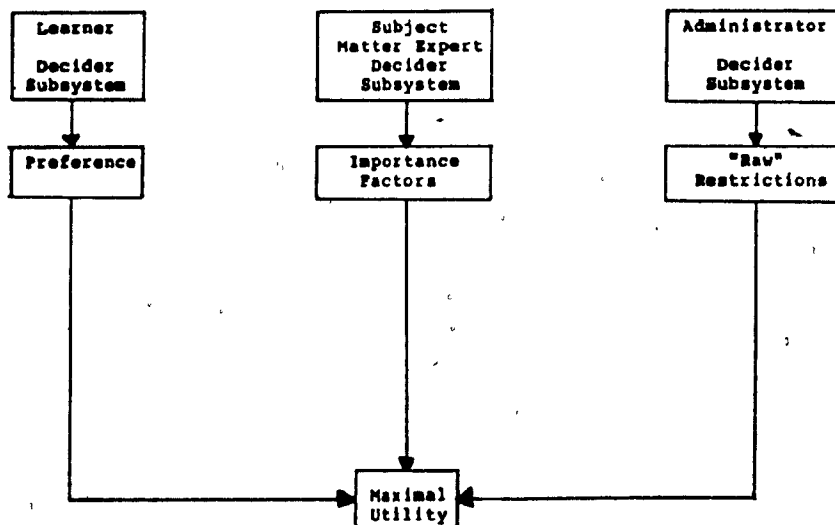 Learner
Decider
Subsystem
Subject
Matter Expert
Decider
Subsystem
Administrator
Decider
Subsystem
Preference
Importance
Factors
"Raw"
Restrictions
Maximal
Utility